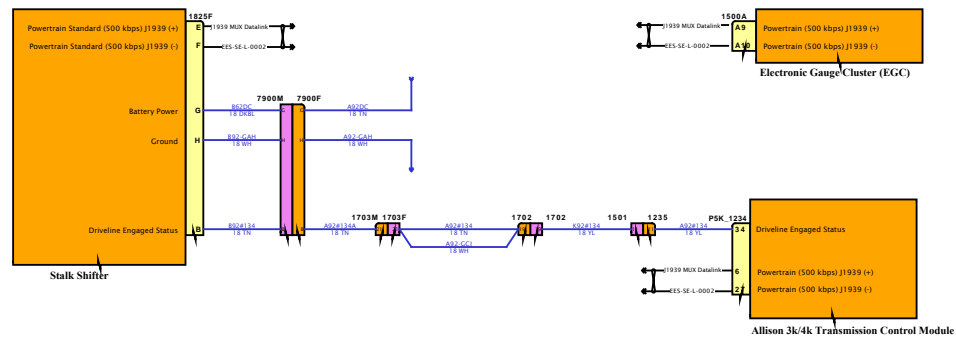 1825F
Powertrain Standard (500 kbps) J1939 (+)
E
J1939 MUX Datalink
Powertrain Standard (500 kbps) J1939 (-)
F
EES-SE-L-0002
1500A
J1939 MUX Datalink
A9
Powertrain (500 kbps) J1939 (+)
EES-SE-L-0002
A10
Powertrain (500 kbps) J1939 (-)
Electronic Gauge Cluster (EGC)
7900M
7900F
Battery Power
G
B62DC
18 DKBL
G
G
A92DC
18 TN
Ground
H
B92-GAH
18 WH
H
H
A92-GAH
18 WH
1703M
1703F
1702
1702
1501
1235
P5K_1234
Driveline Engaged Status
B
B92#134
18 TN
A92#134A
18 TN
A92#134
18 TN
A92-GCJ
18 WH
K92#134
18 YL
A92#134
18 YL
34
Driveline Engaged Status
J1939 MUX Datalink
6
Powertrain (500 kbps) J1939 (+)
EES-SE-L-0002
27
Powertrain (500 kbps) J1939 (-)
Stalk Shifter
Allison 3k/4k Transmission Control Module